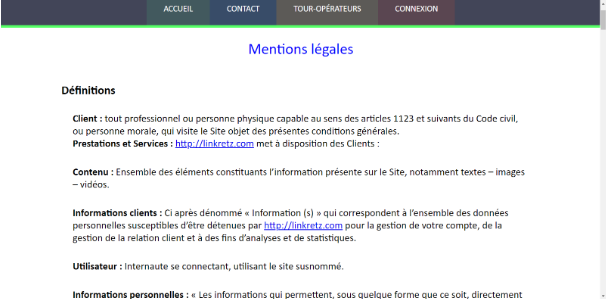 ACCUEIL CONTACT TOUR-OPÉRATEURS CONNEXION
Mentions légales
Définitions
Client : tout professionnel ou personne physique capable au sens des articles 1123 et suivants du Code civil,
ou personne morale, qui visite le Site objet des présentes conditions générales.
Prestations et Services : http://linkretz.com met à disposition des Clients :
Contenu : Ensemble des éléments constituants l'information présente sur le Site, notamment textes – images
– vidéos.
Informations clients : Ci après dénommé « Information (s) » qui correspondent à l'ensemble des données
personnelles susceptibles d'être détenues par http://linkretz.com pour la gestion de votre compte, de la
gestion de la relation client et à des fins d'analyses et de statistiques.
Utilisateur : Internaute se connectant, utilisant le site susnommé.
Informations personnelles : « Les informations qui permettent, sous quelque forme que ce soit, directement